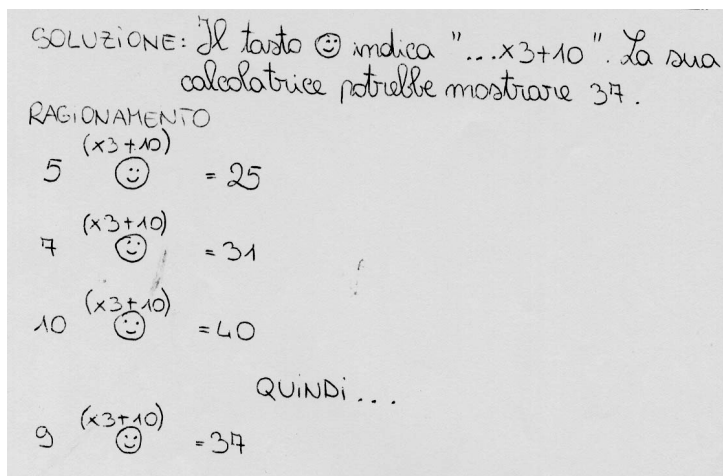 SOLUZIONE: Il tasto ☺ indica "...x3+10". La sua
calcolatrice potrebbe mostrare 37.
RAGIONAMENTO
(x3+10)
5 ☺ = 25
(x3+10)
7 ☺ = 31
(x3+10)
10 ☺ = 40
QUINDI...
(x3+10)
9 ☺ = 37